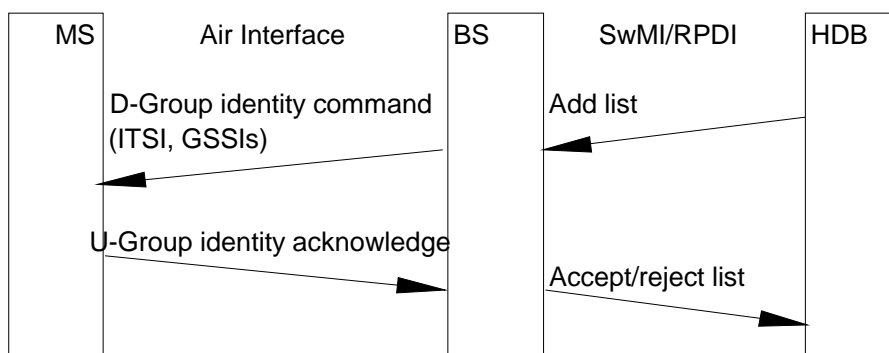 MS Air Interface BS SwMI/RPDI HDB
D-Group identity command Add list
(ITSI, GSSIs)
U-Group identity acknowledge
Accept/reject list